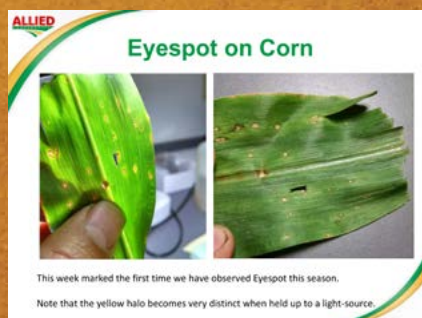 ALLIED
Eyespot on Corn
This week marked the first time we have observed Eyespot this season.
Note that the yellow halo becomes very distinct when held up to a light-source.